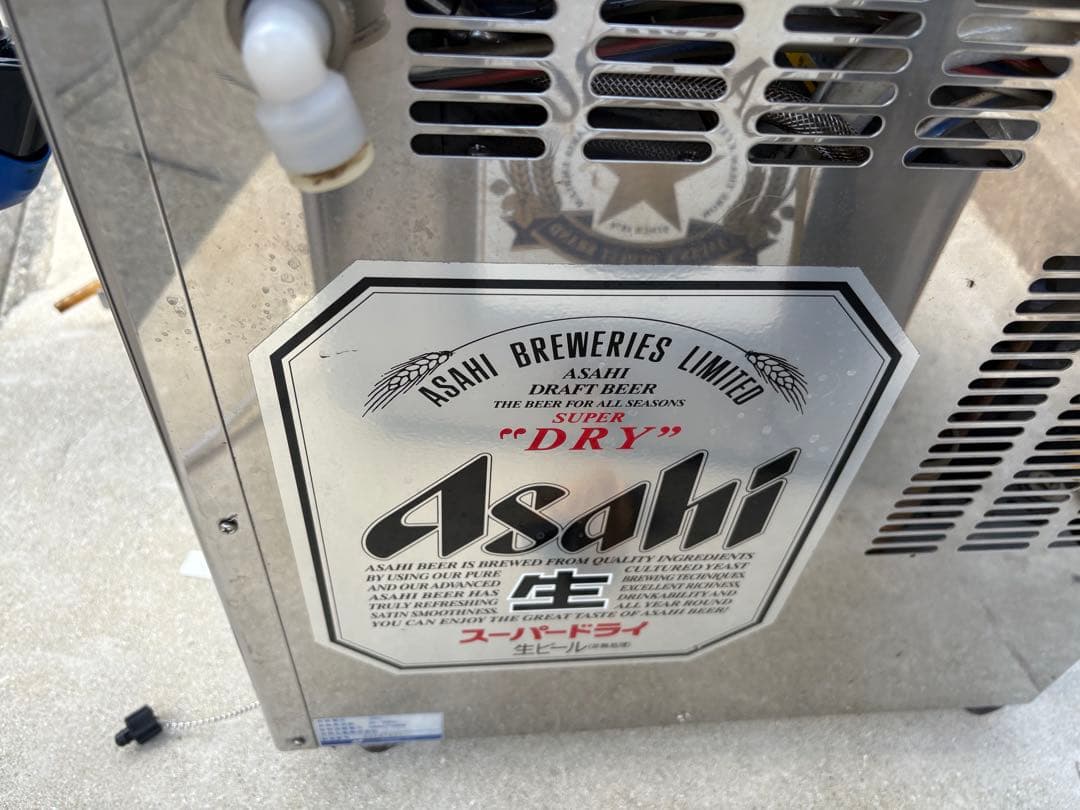 ASAHI BREWERIES LIMITED
ASAHI
DRAFT BEER
THE BEER FOR ALL SEASONS
SUPER
“DRY”
Asahi
ASAHI BEER IS BREWED FROM QUALITY INGREDIENTS
BY USING OUR PURE CULTURED YEAST
AND OUR ADVANCED BREWING TECHNIQUES.
ASAHI BEER HAS EXCELLENT RICHNESS,
TRULY REFRESHING DRINKABILITY AND
SATIN SMOOTHNESS. ALL YEAR ROUND
生
YOU CAN ENJOY THE GREAT TASTE OF ASAHI BEER!
スーパードライ
生ビール